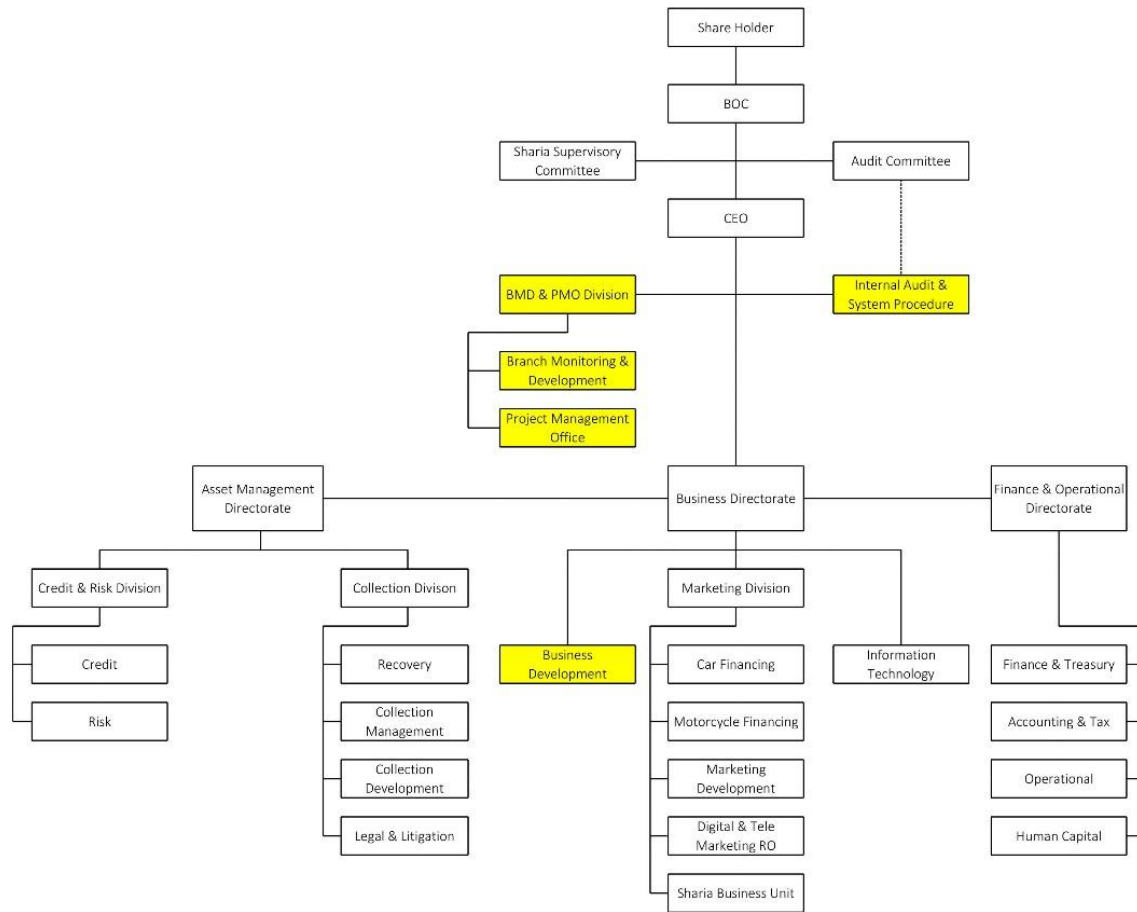 Share Holder
BOC
Sharia Supervisory
Committee
Audit Committee
CEO
BMD & PMO Division
Internal Audit &
System Procedure
Branch Monitoring &
Development
Project Management
Office
Asset Management
Directorate
Business Directorate
Finance & Operational
Directorate
Credit & Risk Division
Collection Divison
Marketing Division
Credit
Recovery
Business
Development
Car Financing
Information
Technology
Finance & Treasury
Risk
Collection
Management
Motorcycle Financing
Accounting & Tax
Collection
Development
Marketing
Development
Operational
Legal & Litigation
Digital & Tele
Marketing RO
Human Capital
Sharia Business Unit